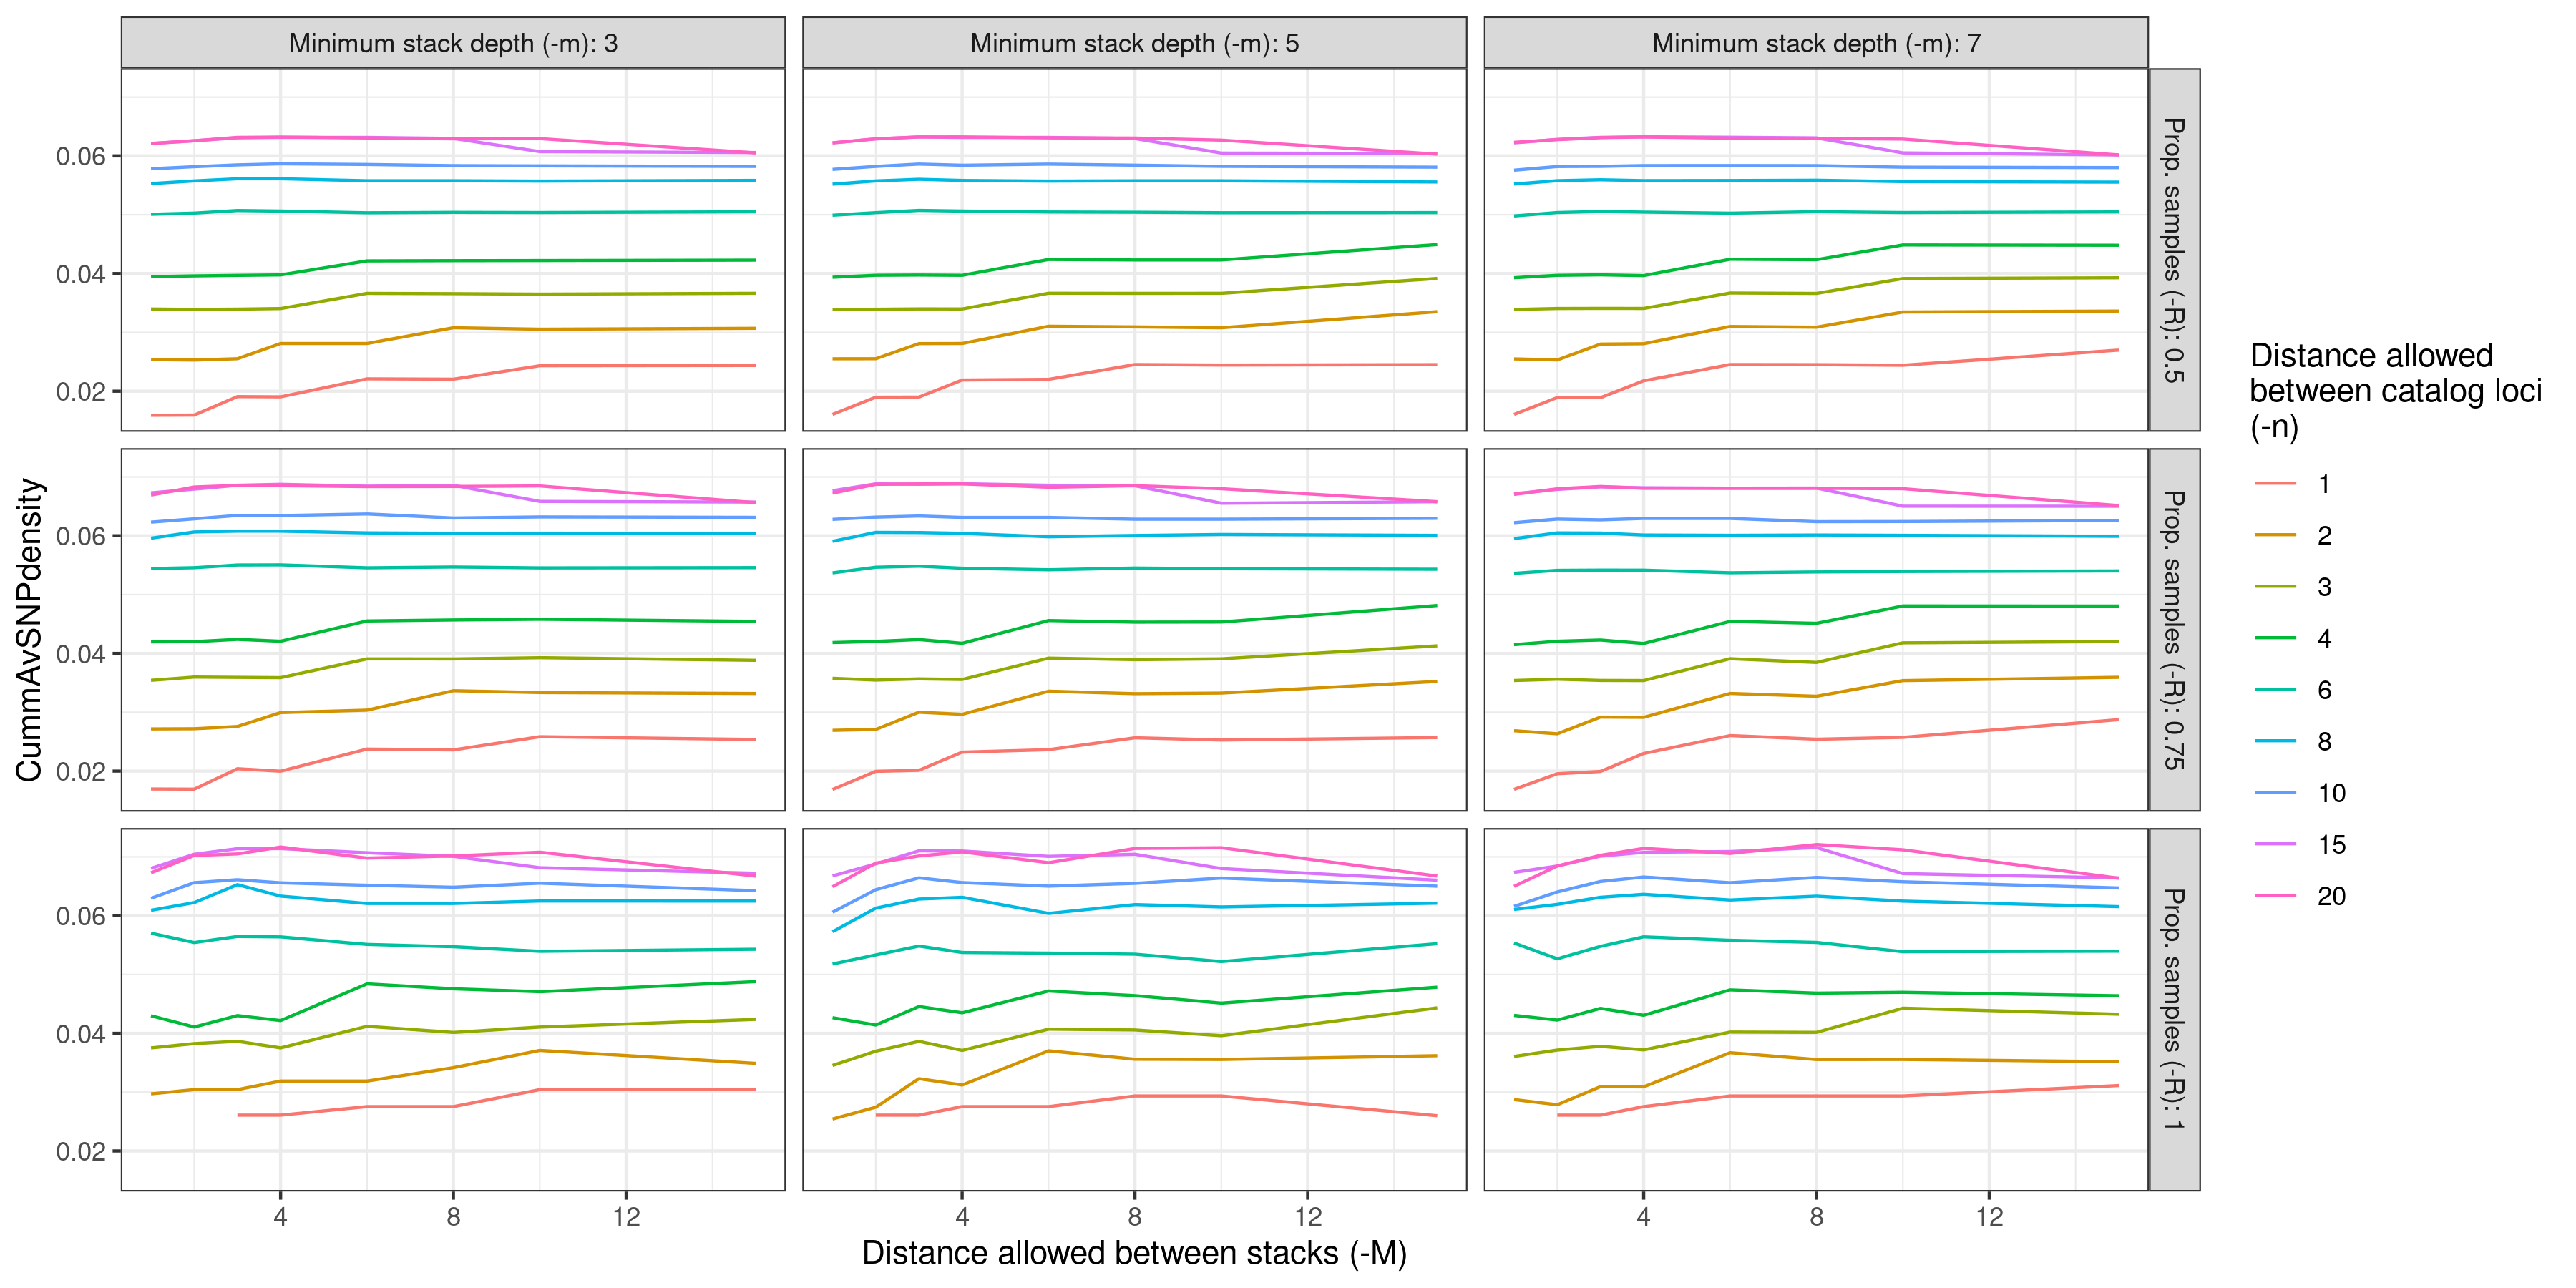 Minimum stack depth (-m): 3
Minimum stack depth (-m): 5
Minimum stack depth (-m): 7
0.06
0.04
0.02
Prop. samples (-R): 0.5
0.06
0.04
0.02
Prop. samples (-R): 0.75
0.06
0.04
0.02
Prop. samples (-R): 1
CummAvSNPdensity
4
8
12
4
8
12
4
8
12
Distance allowed between stacks (-M)
Distance allowed
between catalog loci
(-n)
1
2
3
4
6
8
10
15
20